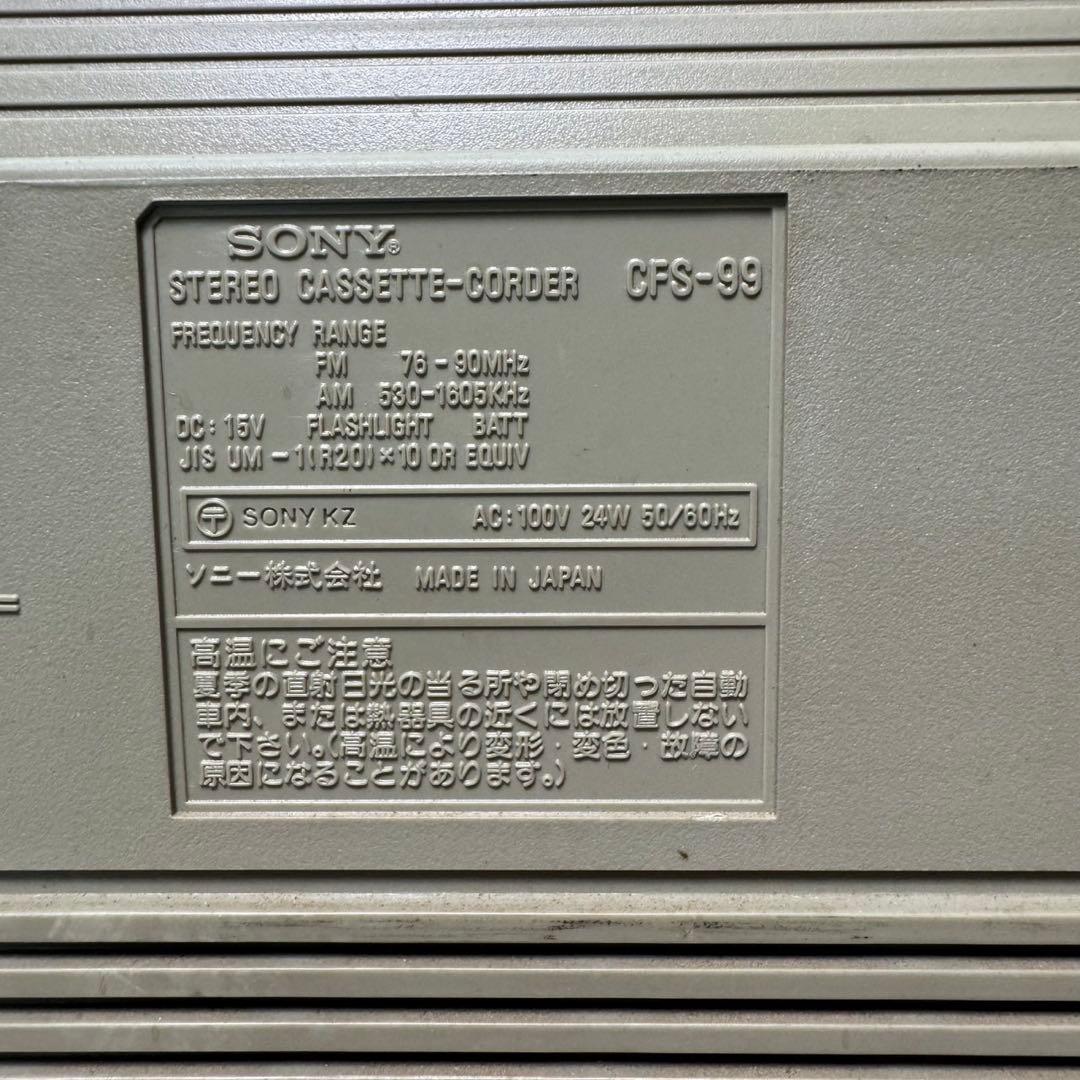 SONY®
STEREO CASSETTE-CORDER CFS-99
FREQUENCY RANGE
FM 76-90MHz
AM 530-1605KHz
DC:15V FLASHLIGHT BATT
JIS UM-1(R20)×10 OR EQUIV
〒 SONY KZ AC:100V 24W 50/60Hz
ソニー株式会社 MADE IN JAPAN
高温にご注意
夏季の直射日光の当る所や閉め切った自動
車内、または熱器具の近くには放置しない
で下さい。(高温により変形・変色・故障の
原因になることがあります。)